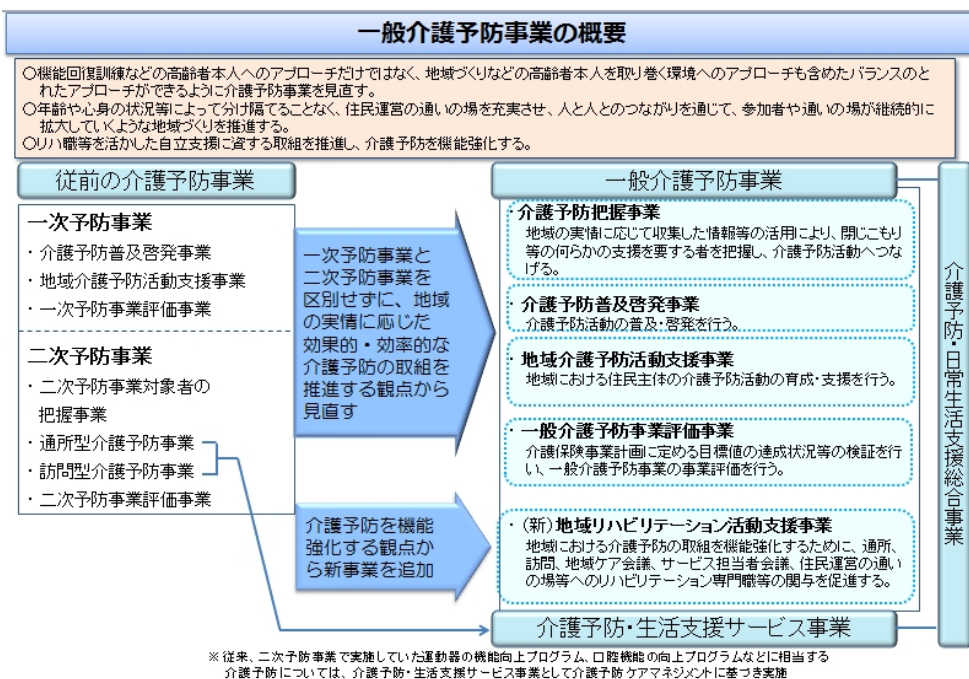 一般介護予防事業の概要
○機能回復訓練などの高齢者本人へのアプローチだけではなく、地域づくりなどの高齢者本人を取り巻く環境へのアプローチも含めたバランスのと
れたアプローチができるように介護予防事業を見直す。
○年齢や心身の状況等によって分け隔てることなく、住民運営の通いの場を充実させ、人と人とのつながりを通じて、参加者や通いの場が継続的に
拡大していくような地域づくりを推進する。
○リハ職等を活かした自立支援に資する取組を推進し、介護予防を機能強化する。
従前の介護予防事業
一次予防事業
・介護予防普及啓発事業
・地域介護予防活動支援事業
・一次予防事業評価事業
二次予防事業
・二次予防事業対象者の
把握事業
・通所型介護予防事業
・訪問型介護予防事業
・二次予防事業評価事業
一次予防事業と
二次予防事業を
区別せずに、地域
の実情に応じた
効果的・効率的な
介護予防の取組を
推進する観点から
見直す
介護予防を機能
強化する観点か
ら新事業を追加
一般介護予防事業
・介護予防把握事業
地域の実情に応じて収集した情報等の活用により、閉じこもり
等の何らかの支援を要する者を把握し、介護予防活動へつな
げる。
・介護予防普及啓発事業
介護予防活動の普及・啓発を行う。
・地域介護予防活動支援事業
地域における住民主体の介護予防活動の育成・支援を行う。
・一般介護予防事業評価事業
介護保険事業計画に定める目標値の達成状況等の検証を行
い、一般介護予防事業の事業評価を行う。
・（新）地域リハビリテーション活動支援事業
地域における介護予防の取組を機能強化するために、通所、
訪問、地域ケア会議、サービス担当者会議、住民運営の通い
の場等へのリハビリテーション専門職等の関与を促進する。
介護予防・生活支援サービス事業
介護予防・日常生活支援総合事業
※従来、二次予防事業で実施していた運動器の機能向上プログラム、口腔機能の向上プログラムなどに相当する
介護予防については、介護予防・生活支援サービス事業として介護予防ケアマネジメントに基づき実施